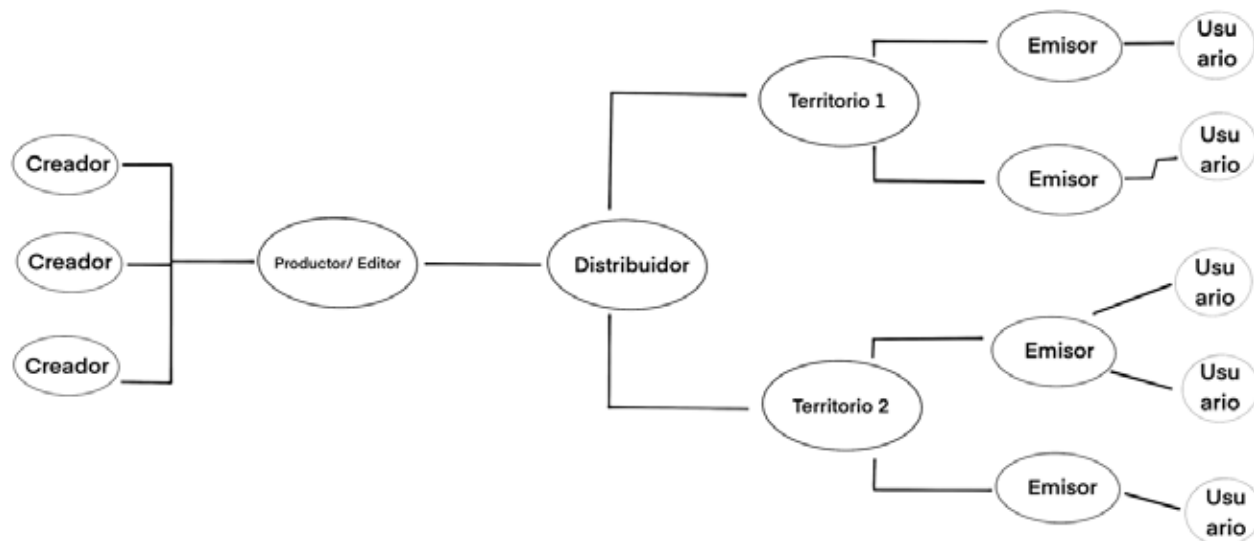 Creador
Creador
Creador
Productor/ Editor
Distribuidor
Territorio 1
Territorio 2
Emisor
Emisor
Emisor
Emisor
Usu
ario
Usu
ario
Usu
ario
Usu
ario
Usu
ario